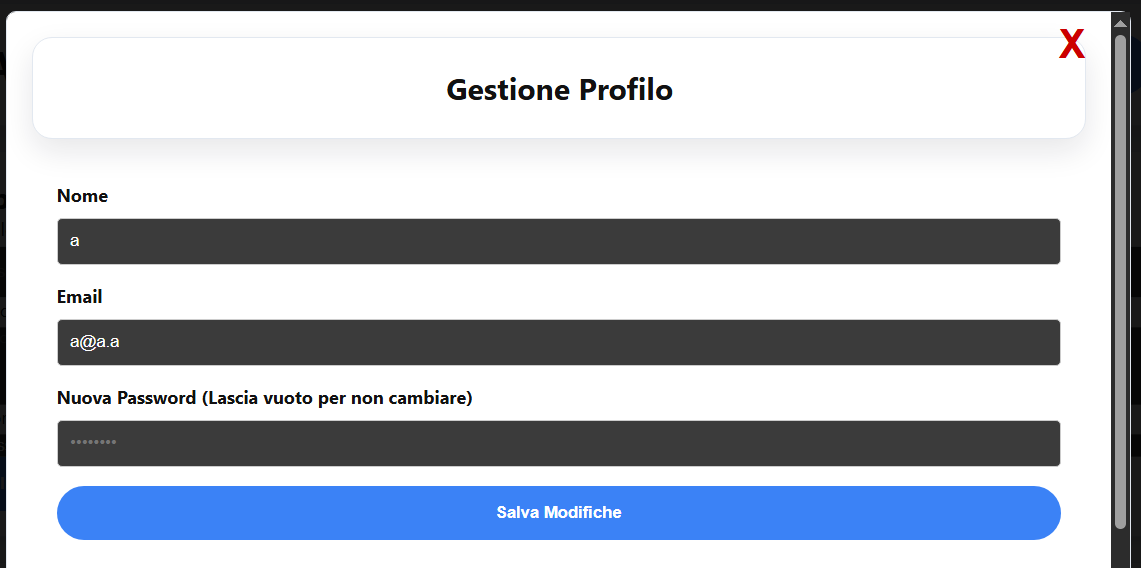 X
Gestione Profilo
Nome
a
Email
a@a.a
Nuova Password (Lascia vuoto per non cambiare)
••••••••
Salva Modifiche